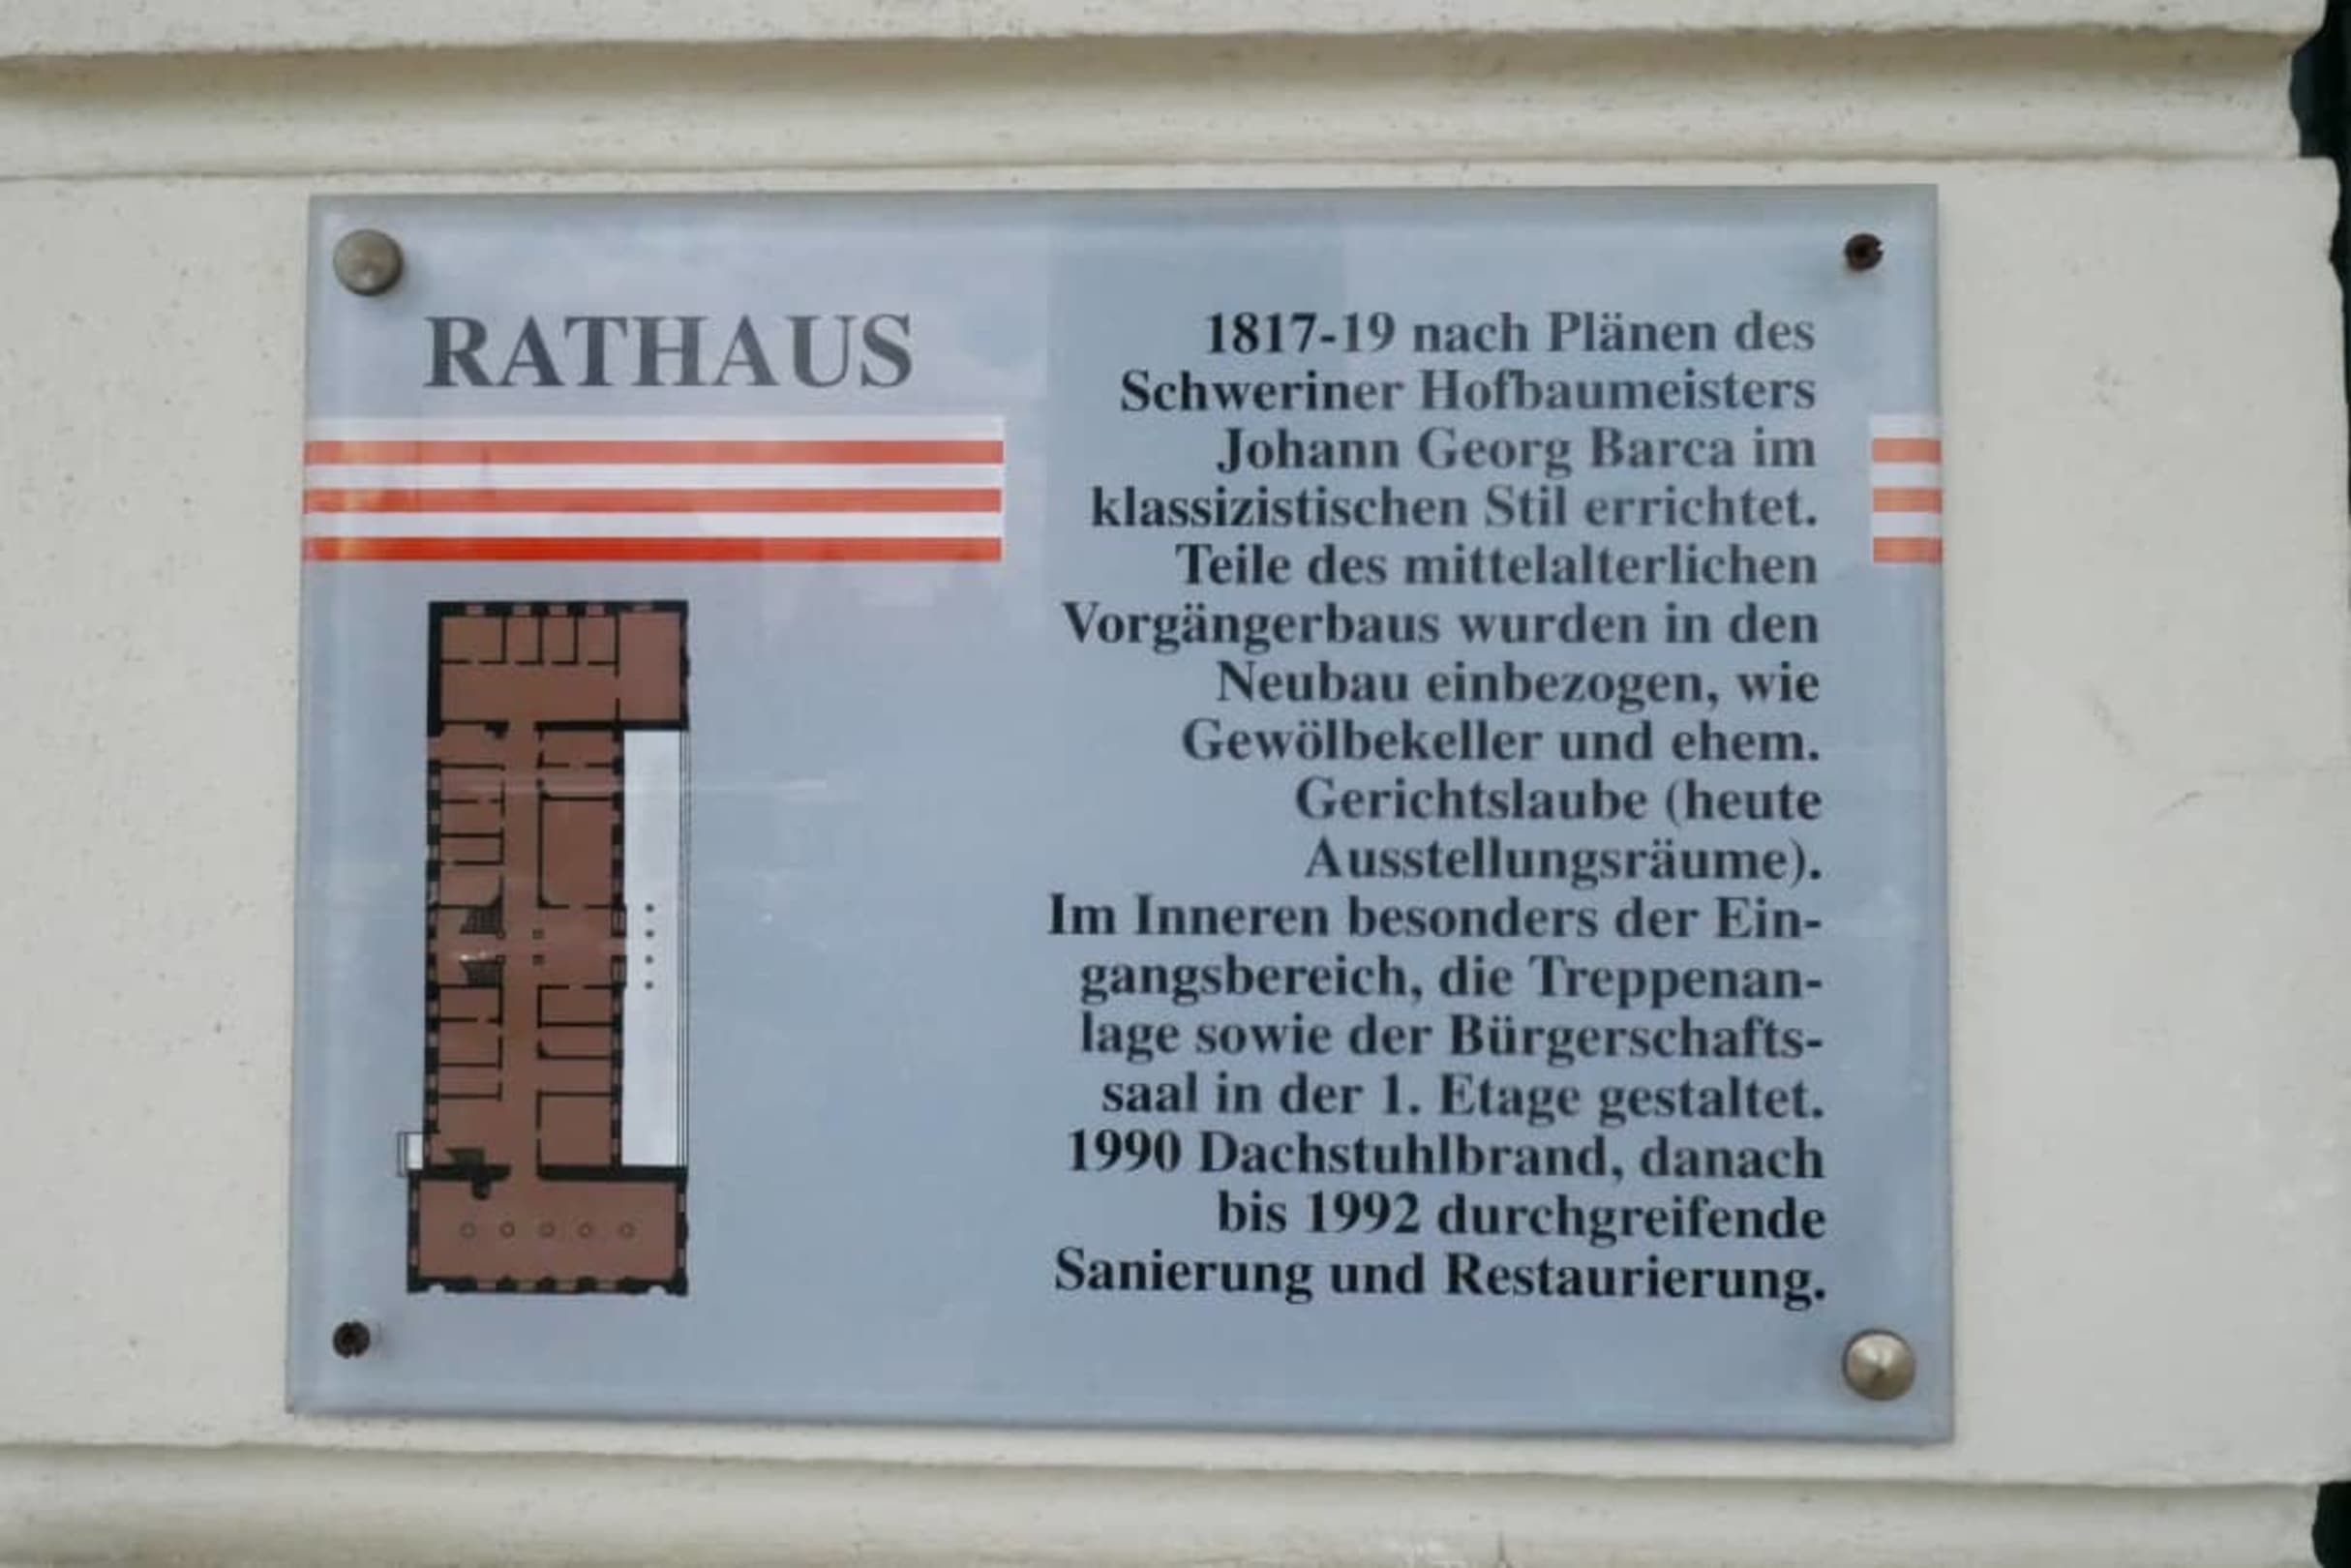 RATHAUS
1817-19 nach Plänen des
Schweriner Hofbaumeisters
Johann Georg Barca im
klassizistischen Stil errichtet.
Teile des mittelalterlichen
Vorgängerbaus wurden in den
Neubau einbezogen, wie
Gewölbekeller und ehem.
Gerichtslaube (heute
Ausstellungsräume).
Im Inneren besonders der Ein-
gangsbereich, die Treppenan-
lage sowie der Bürgerschafts-
saal in der 1. Etage gestaltet.
1990 Dachstuhlbrand, danach
bis 1992 durchgreifende
Sanierung und Restaurierung.